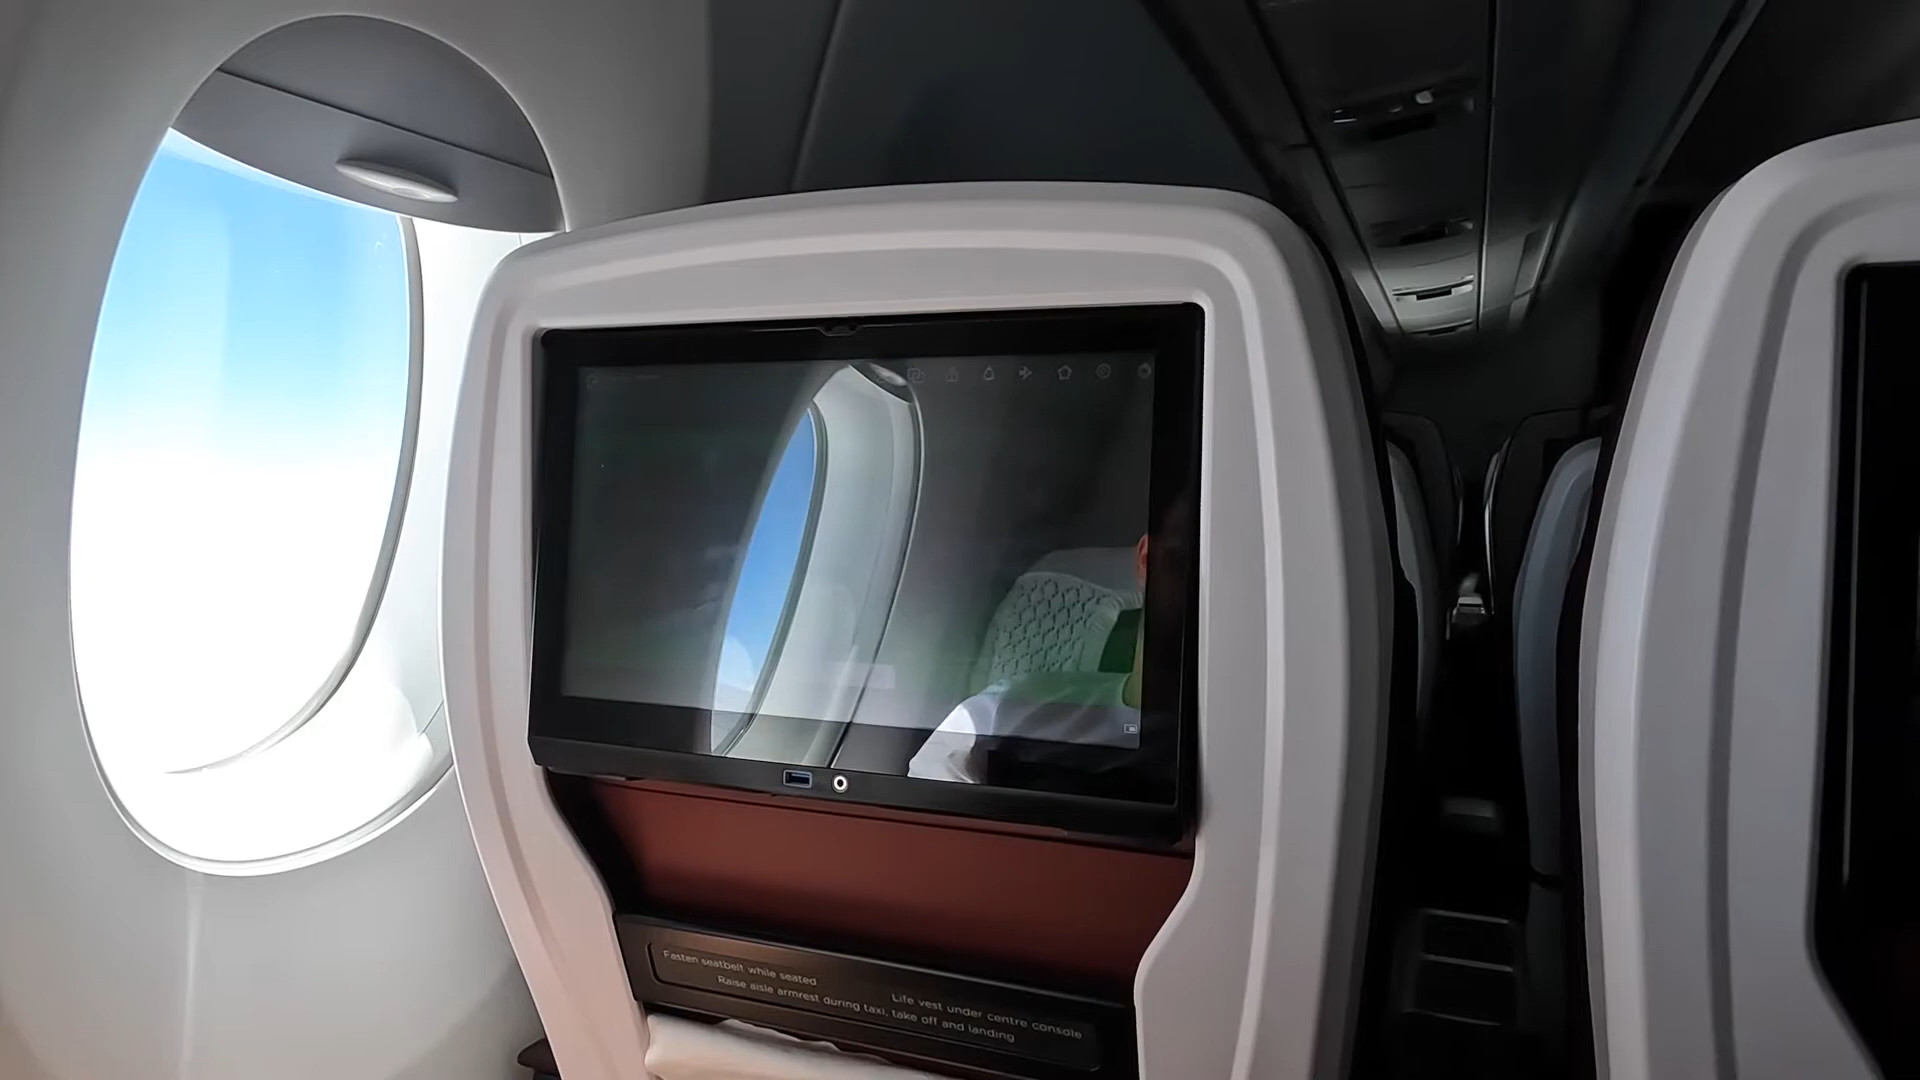 Fasten seatbelt while seated
Life vest under centre console
Raise aisle armrest during taxi, take off and landing